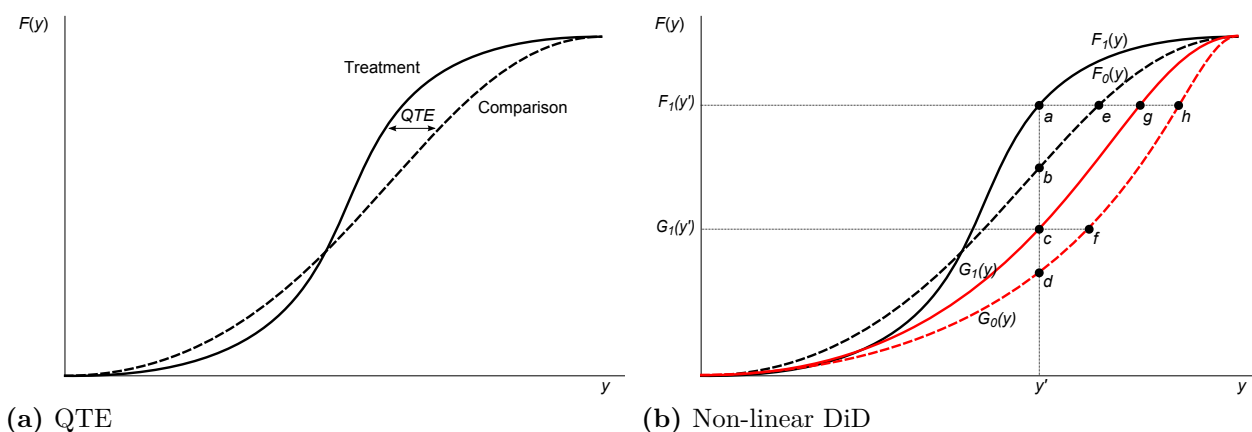 F(y)
Treatment
QTE
Comparison
y
(a) QTE
F(y)
F₁(y)
F₀(y)
F₁(y')
a
e
g
h
b
G₁(y')
c
f
G₁(y)
d
G₀(y)
y'
y
(b) Non-linear DiD